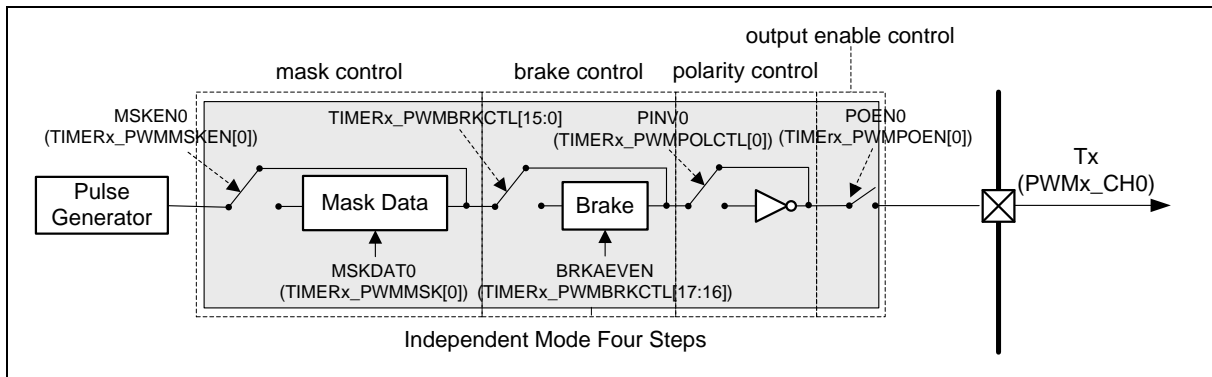 output enable control
mask control
brake control
polarity control
MSKEN0
(TIMERx_PWMMSKEN[0])
TIMERx_PWMBRKCTL[15:0]
PINV0
(TIMERx_PWMPOLCTL[0])
POEN0
(TIMErx_PWMPOEN[0])
Pulse
Generator
Mask Data
Brake
Tx
(PWMx_CH0)
MSKDAT0
(TIMERx_PWMMSK[0])
BRKAEVEN
(TIMERx_PWMBRKCTL[17:16])
Independent Mode Four Steps